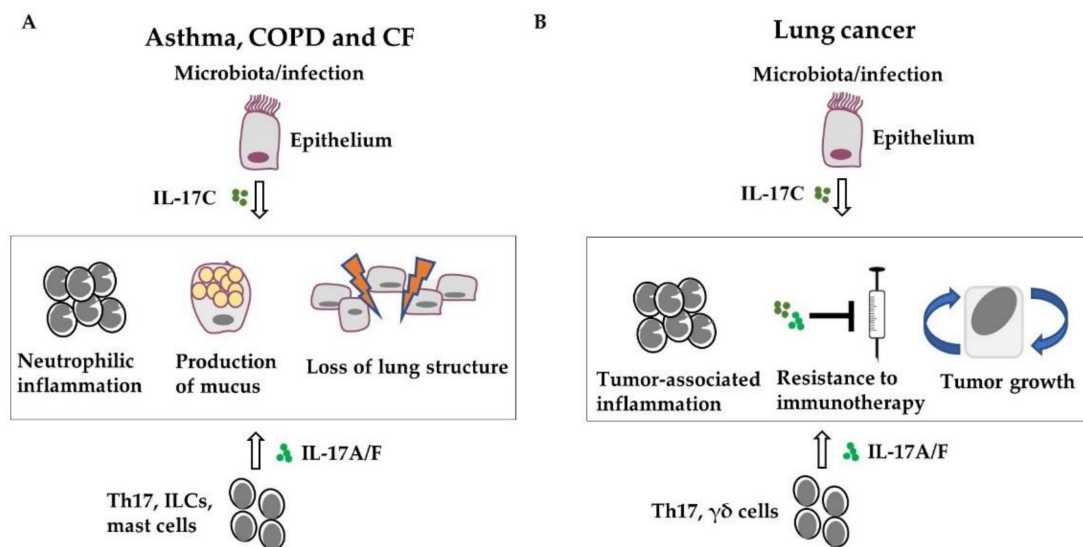 A
Asthma, COPD and CF
Microbiota/infection
Epithelium
IL-17C
Neutrophilic
inflammation
Production
of mucus
Loss of lung structure
IL-17A/F
Th17, ILCs,
mast cells
B
Lung cancer
Microbiota/infection
Epithelium
IL-17C
Tumor-associated
inflammation
Resistance to
immunotherapy
Tumor growth
IL-17A/F
Th17, γδ cells